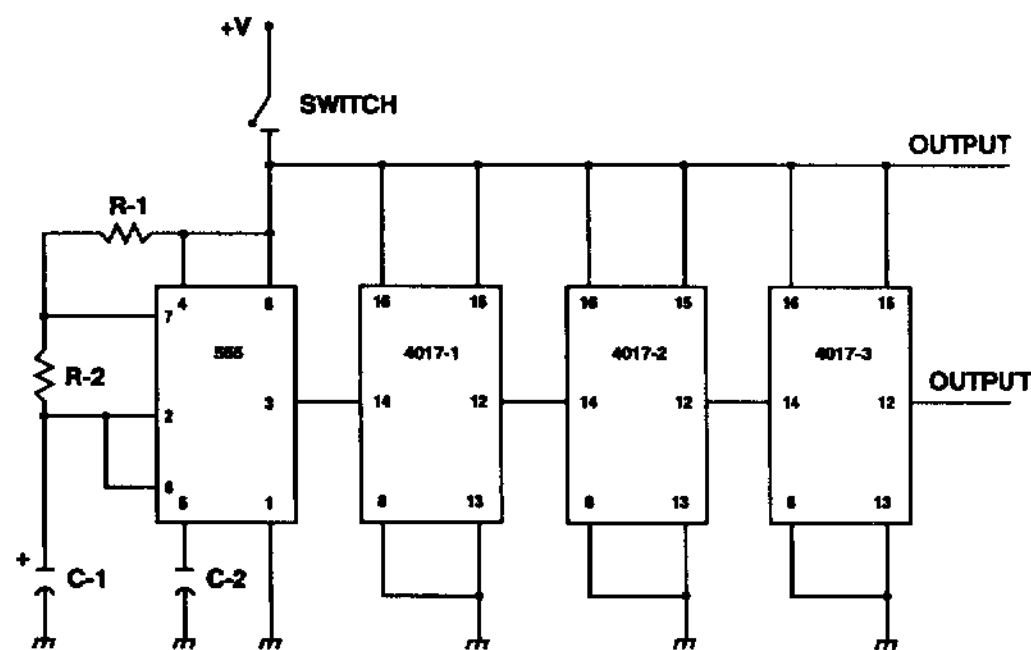 +V
SWITCH
OUTPUT
R-1
4 8 16 15 16 15 16 15
7
555 4017-1 4017-2 4017-3
R-2
OUTPUT
2 3 14 12 14 12 14 12
6
5 1 8 13 8 13 8 13
+
C-1 C-2